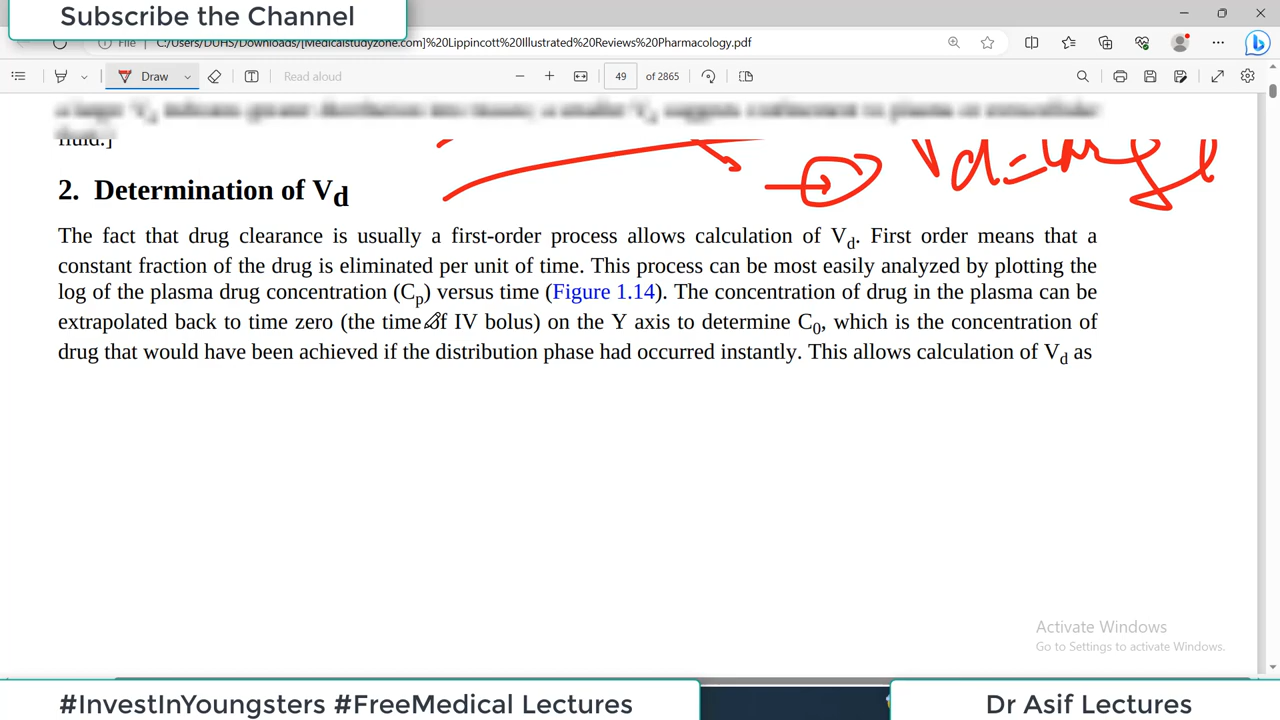 Subscribe the Channel
File C:/Users/DUHS/Downloads/[Medicalstudyzone.com]%20Lippincott%20Illustrated%20Reviews%20Pharmacology.pdf
Draw Read aloud 49 of 2865
fluid.]
Vd = large
2. Determination of Vd
The fact that drug clearance is usually a first-order process allows calculation of Vd. First order means that a
constant fraction of the drug is eliminated per unit of time. This process can be most easily analyzed by plotting the
log of the plasma drug concentration (Cp) versus time (Figure 1.14). The concentration of drug in the plasma can be
extrapolated back to time zero (the time of IV bolus) on the Y axis to determine C0, which is the concentration of
drug that would have been achieved if the distribution phase had occurred instantly. This allows calculation of Vd as
Activate Windows
Go to Settings to activate Windows.
#InvestInYoungsters #FreeMedical Lectures
Dr Asif Lectures